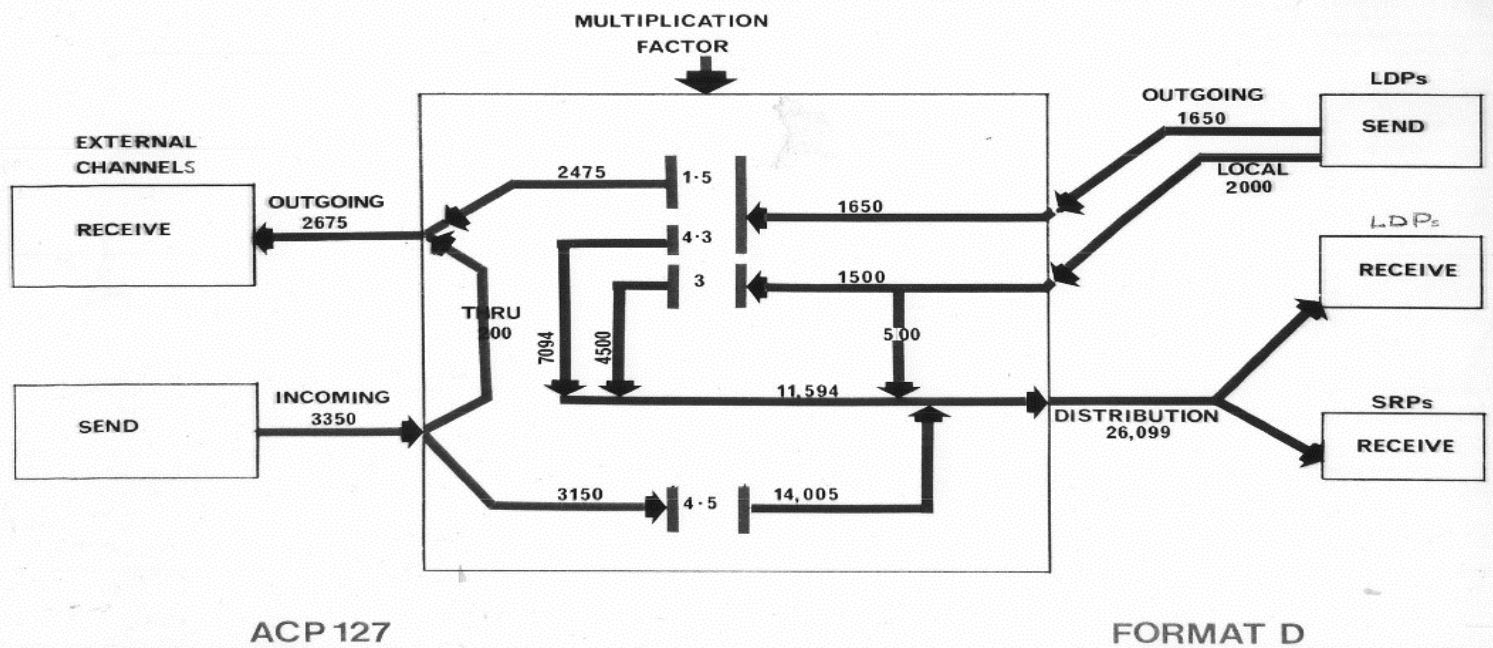 MULTIPLICATION
FACTOR
EXTERNAL
CHANNELS
RECEIVE
OUTGOING
2675
SEND
INCOMING
3350
THRU
200
2475
1·5
4·3
3
7094
4500
1650
1500
500
11,594
3150
4·5
14,005
OUTGOING
1650
LOCAL
2000
LDPs
SEND
LDPs
RECEIVE
DISTRIBUTION
26,099
SRPs
RECEIVE
ACP 127
FORMAT D